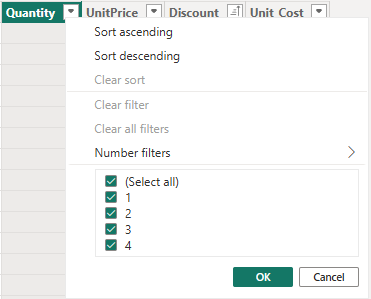 Quantity UnitPrice Discount Unit Cost
Sort ascending
Sort descending
Clear sort
Clear filter
Clear all filters
Number filters
(Select all)
1
2
3
4
OK Cancel